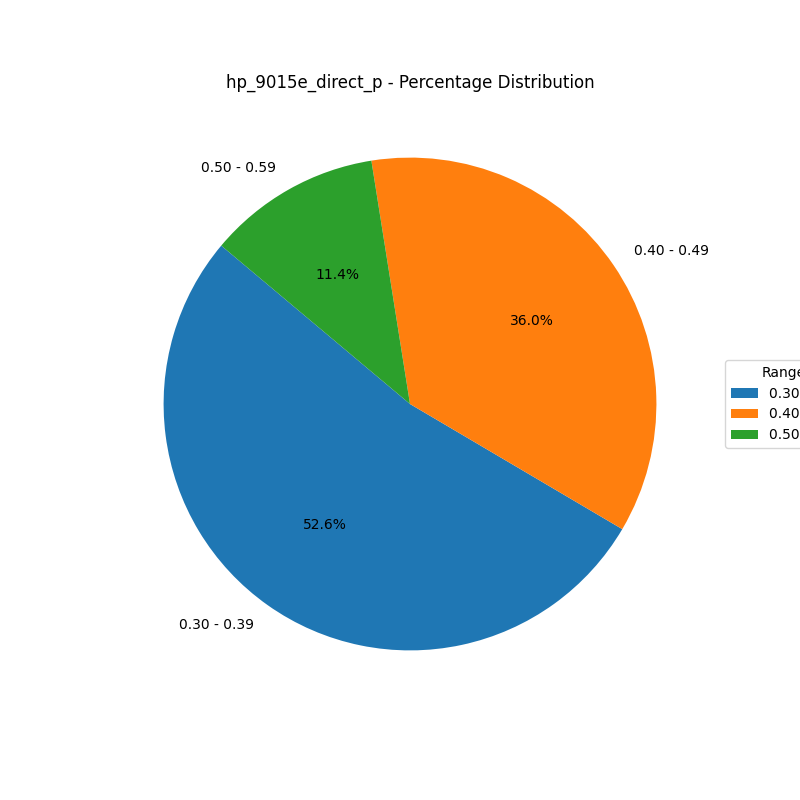 hp_9015e_direct_p - Percentage Distribution
0.50 - 0.59
0.40 - 0.49
11.4%
36.0%
Range
0.30
0.40
0.50
52.6%
0.30 - 0.39